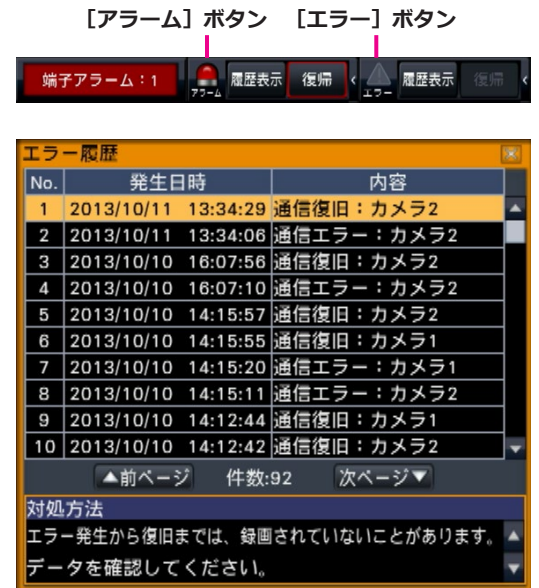 ［アラーム］ボタン ［エラー］ボタン
端子アラーム：1 アラーム 履歴表示 復帰 < エラー 履歴表示 復帰 <
エラー履歴
No. 発生日時 内容
1 2013/10/11 13:34:29 通信復旧：カメラ2
2 2013/10/11 13:34:06 通信エラー：カメラ2
3 2013/10/10 16:07:56 通信復旧：カメラ2
4 2013/10/10 16:07:10 通信エラー：カメラ2
5 2013/10/10 14:15:57 通信復旧：カメラ2
6 2013/10/10 14:15:55 通信復旧：カメラ1
7 2013/10/10 14:15:20 通信エラー：カメラ1
8 2013/10/10 14:15:11 通信エラー：カメラ2
9 2013/10/10 14:12:44 通信復旧：カメラ1
10 2013/10/10 14:12:42 通信復旧：カメラ2
▲前ページ 件数:92 次ページ▼
対処方法
エラー発生から復旧までは、録画されていないことがあります。
データを確認してください。